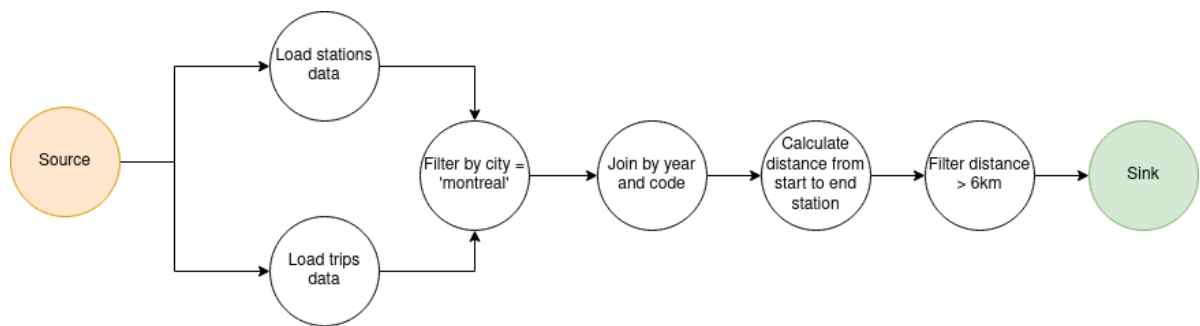 Source
Load stations
data
Load trips
data
Filter by city =
'montreal'
Join by year
and code
Calculate
distance from
start to end
station
Filter distance
> 6km
Sink